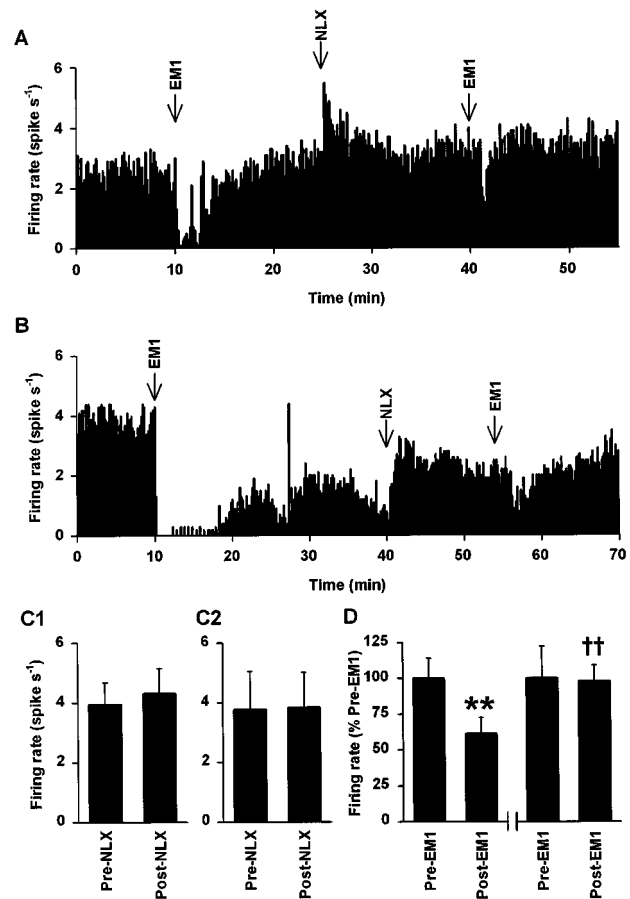 A
NLX
EM1
EM1
Firing rate (spike s⁻¹)
6
4
2
0
0 10 20 30 40 50
Time (min)
B
EM1
NLX
EM1
Firing rate (spike s⁻¹)
6
4
2
0
0 10 20 30 40 50 60 70
Time (min)
C1
Firing rate (spike s⁻¹)
6
4
2
0
Pre-NLX
Post-NLX
C2
6
4
2
0
Pre-NLX
Post-NLX
D
Firing rate (% Pre-EM1)
125
100
75
50
25
0
**
††
Pre-EM1
Post-EM1
Pre-EM1
Post-EM1